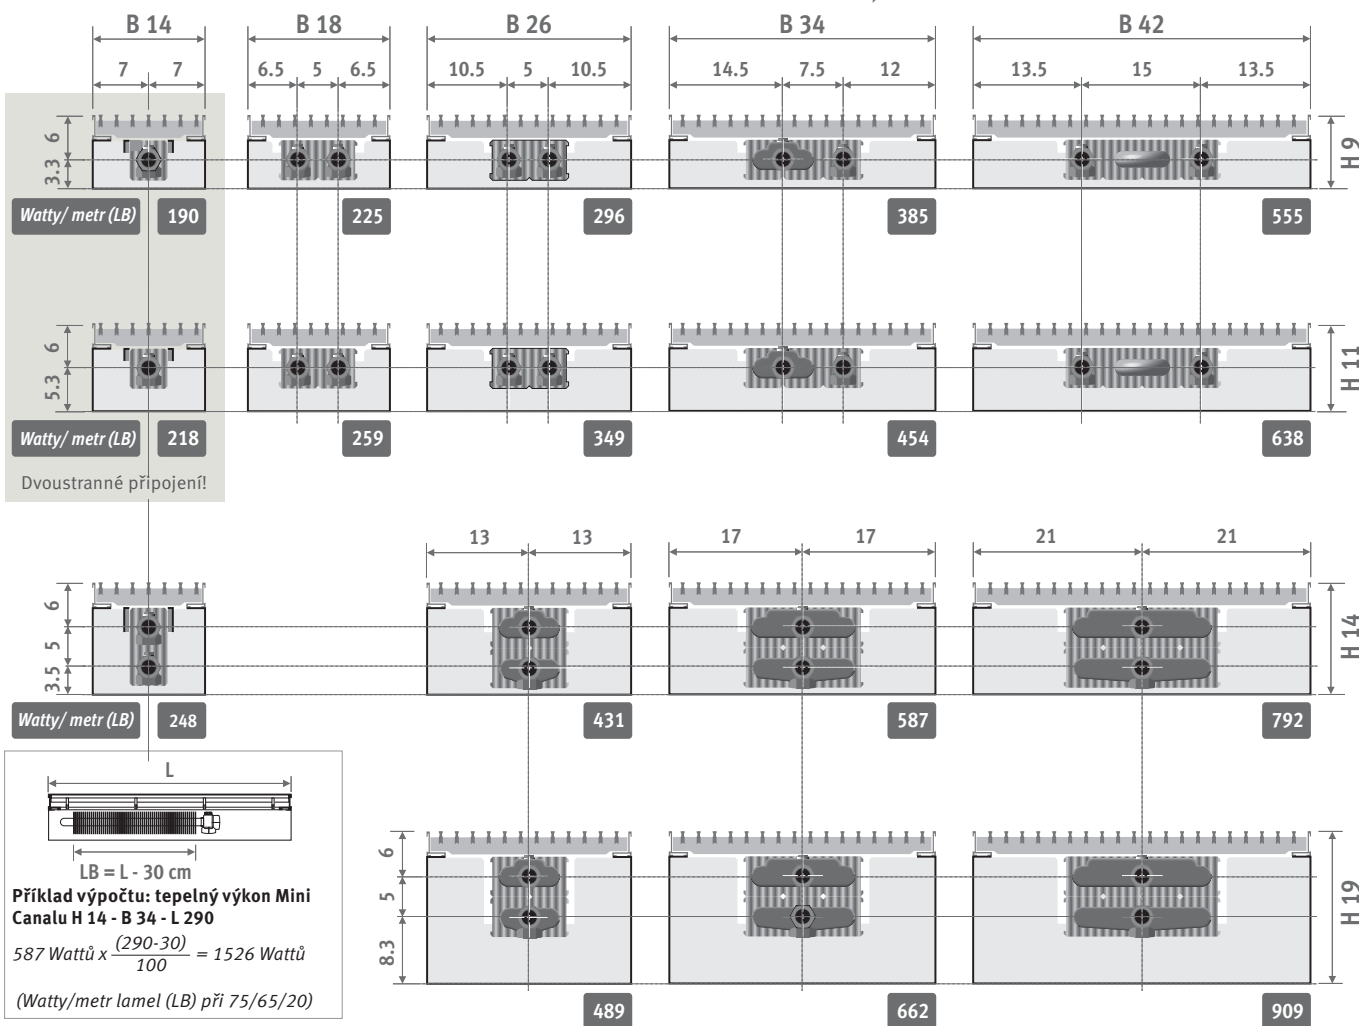 B 14 B 18 B 26 B 34 B 42
7 7 6.5 5 6.5 10.5 5 10.5 14.5 7.5 12 13.5 15 13.5
6
3.3
H 9
Watty/ metr (LB) 190 225 296 385 555
6
5.3
H 11
Watty/ metr (LB) 218 259 349 454 638
Dvoustranné připojení!
13 13 17 17 21 21
6
5
3.5
H 14
Watty/ metr (LB) 248 431 587 792
L
LB = L - 30 cm
Příklad výpočtu: tepelný výkon Mini
Canalu H 14 - B 34 - L 290
587 Wattů x (290-30) = 1526 Wattů
100
(Watty/metr lamel (LB) při 75/65/20)
6
5
8.3
H 19
489 662 909